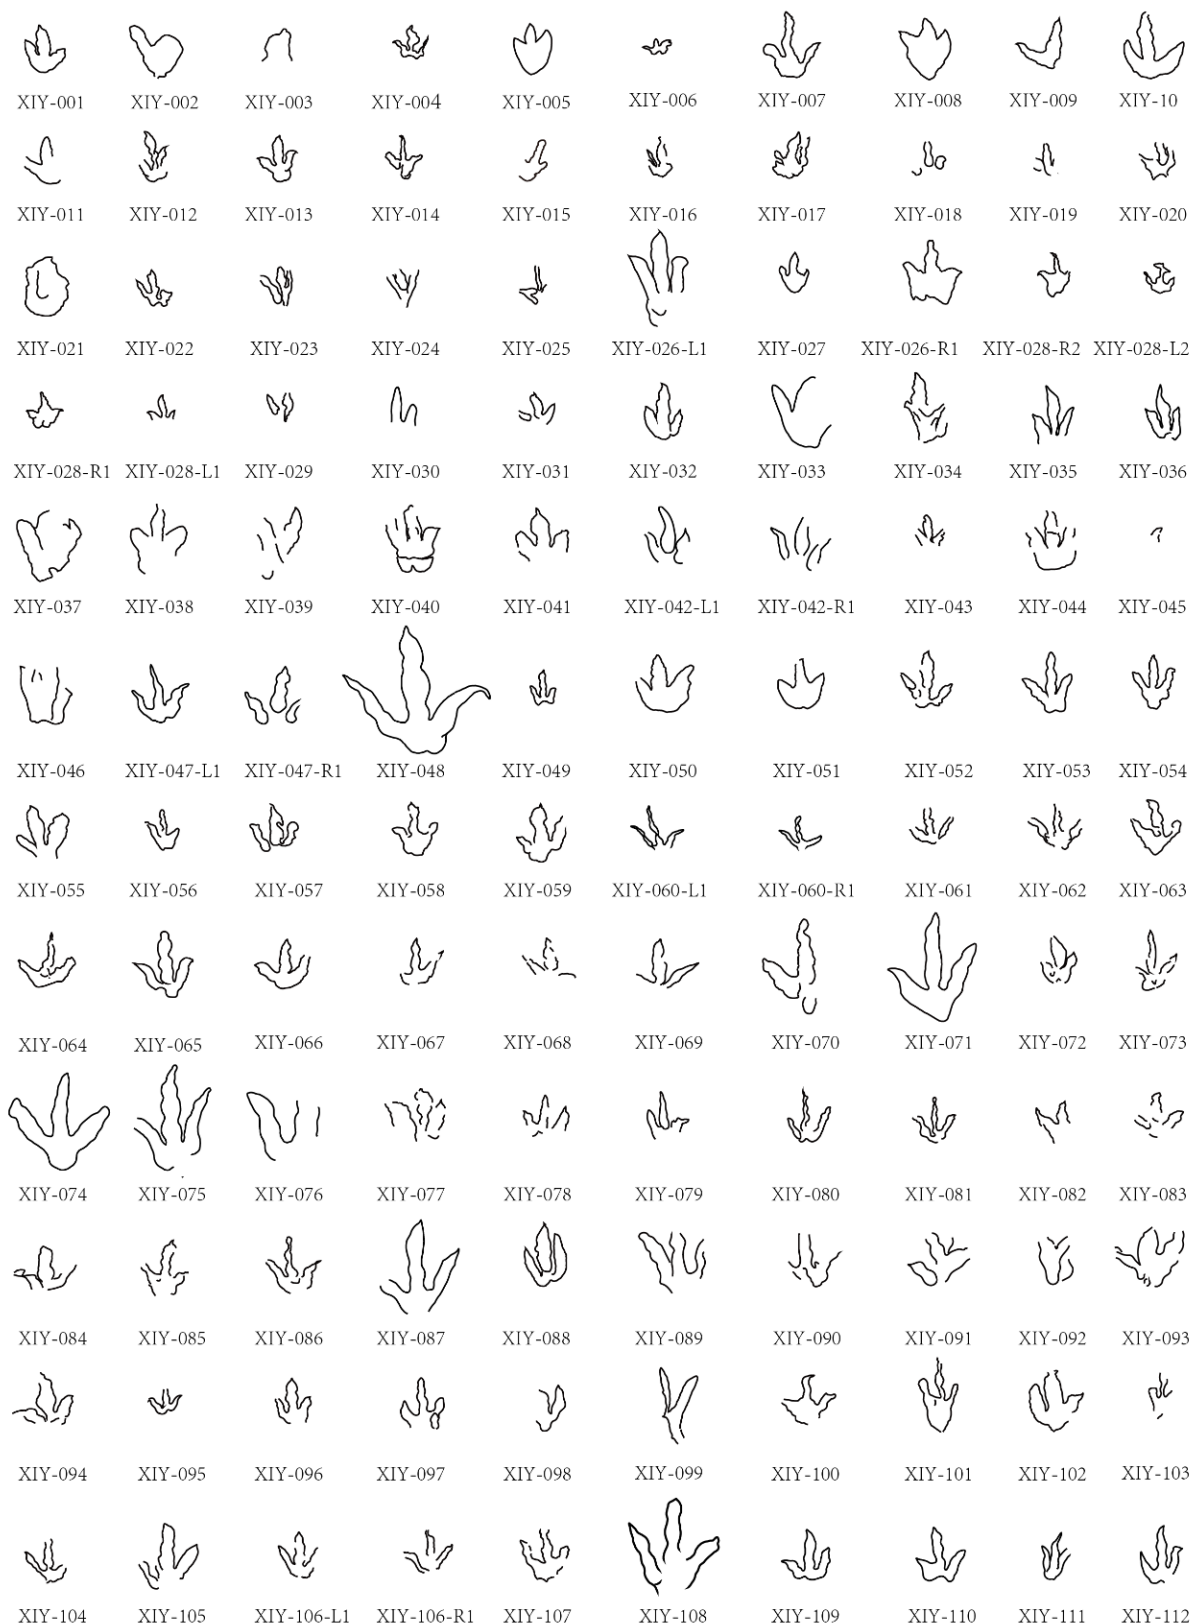 XIY-001 XIY-002 XIY-003 XIY-004 XIY-005 XIY-006 XIY-007 XIY-008 XIY-009 XIY-10
XIY-011 XIY-012 XIY-013 XIY-014 XIY-015 XIY-016 XIY-017 XIY-018 XIY-019 XIY-020
XIY-021 XIY-022 XIY-023 XIY-024 XIY-025 XIY-026-L1 XIY-027 XIY-026-R1 XIY-028-R2 XIY-028-L2
XIY-028-R1 XIY-028-L1 XIY-029 XIY-030 XIY-031 XIY-032 XIY-033 XIY-034 XIY-035 XIY-036
XIY-037 XIY-038 XIY-039 XIY-040 XIY-041 XIY-042-L1 XIY-042-R1 XIY-043 XIY-044 XIY-045
XIY-046 XIY-047-L1 XIY-047-R1 XIY-048 XIY-049 XIY-050 XIY-051 XIY-052 XIY-053 XIY-054
XIY-055 XIY-056 XIY-057 XIY-058 XIY-059 XIY-060-L1 XIY-060-R1 XIY-061 XIY-062 XIY-063
XIY-064 XIY-065 XIY-066 XIY-067 XIY-068 XIY-069 XIY-070 XIY-071 XIY-072 XIY-073
XIY-074 XIY-075 XIY-076 XIY-077 XIY-078 XIY-079 XIY-080 XIY-081 XIY-082 XIY-083
XIY-084 XIY-085 XIY-086 XIY-087 XIY-088 XIY-089 XIY-090 XIY-091 XIY-092 XIY-093
XIY-094 XIY-095 XIY-096 XIY-097 XIY-098 XIY-099 XIY-100 XIY-101 XIY-102 XIY-103
XIY-104 XIY-105 XIY-106-L1 XIY-106-R1 XIY-107 XIY-108 XIY-109 XIY-110 XIY-111 XIY-112